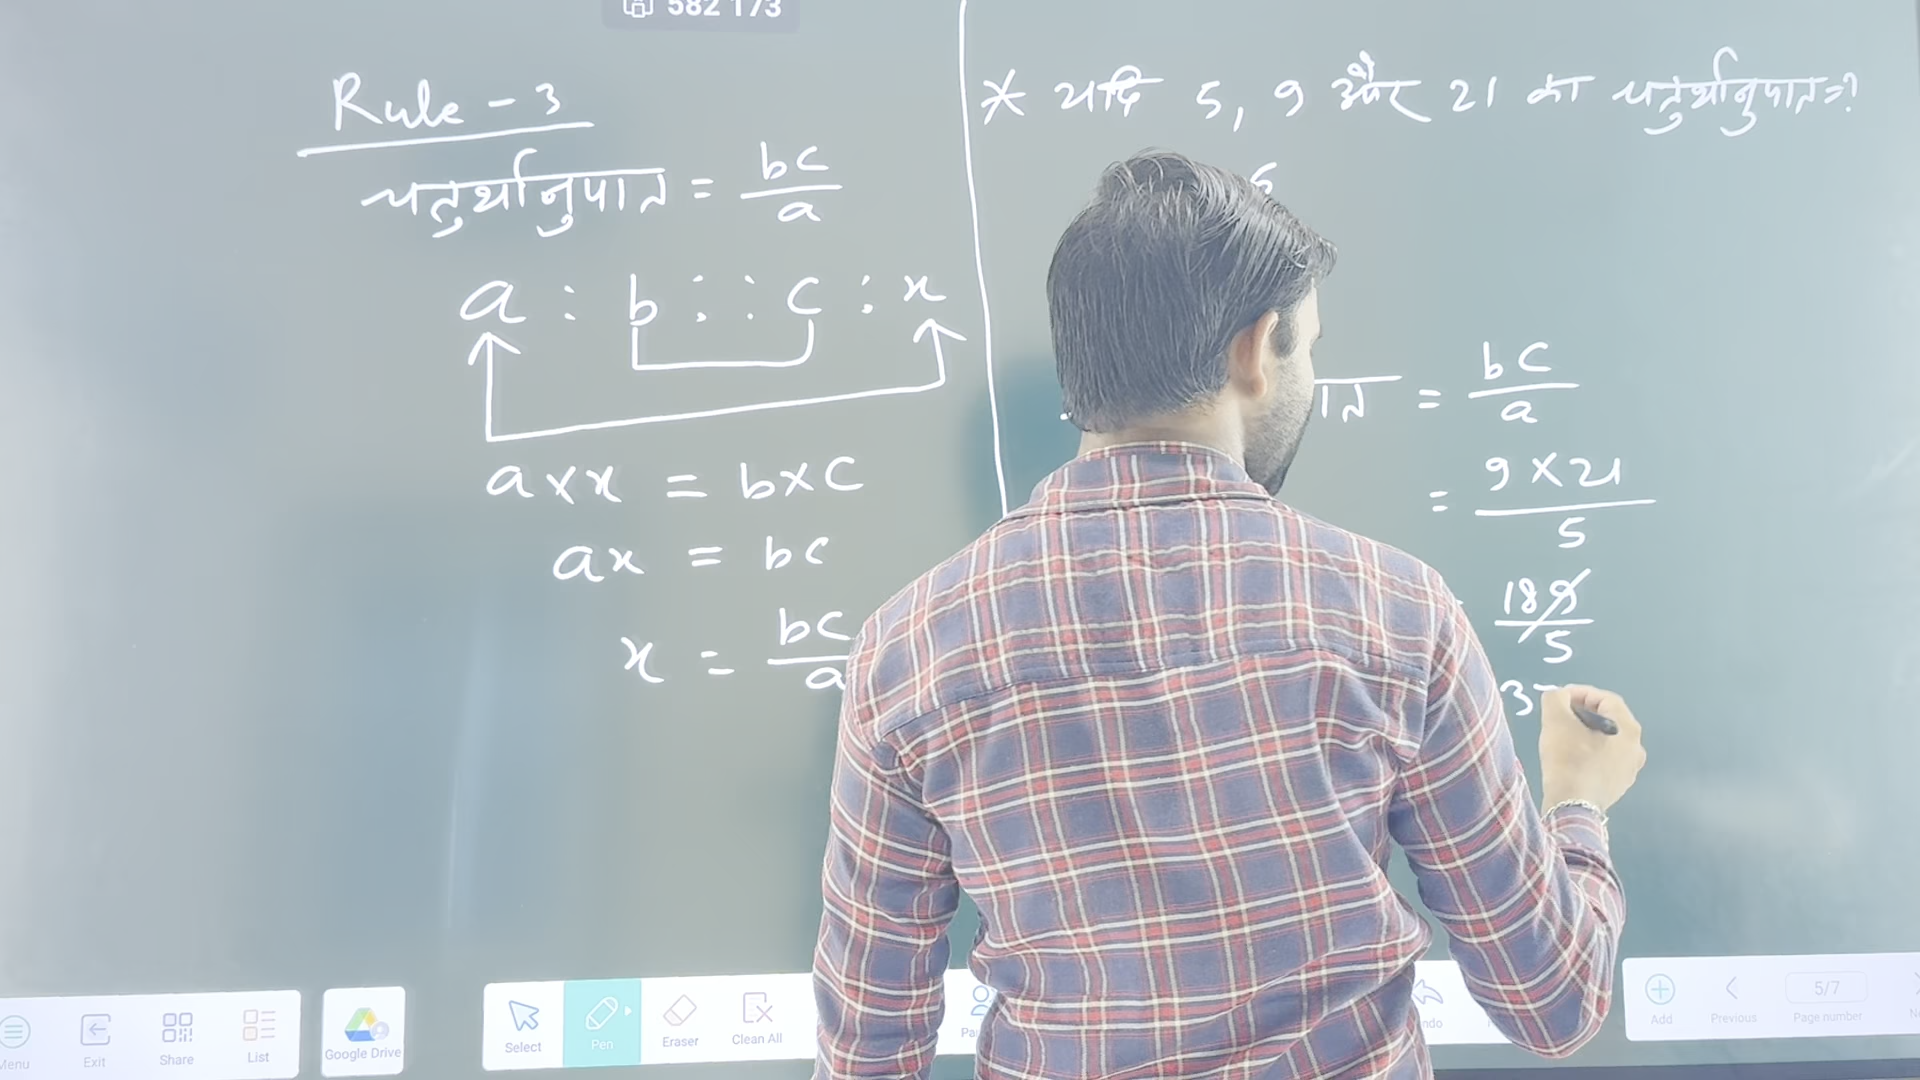 582 173
Rule - 3
चतुर्थानुपात = bc/a
a : b :: c : x
a × x = b × c
ax = bc
x = bc/a
* यदि 5, 9 और 21 का चतुर्थानुपात = ?
= bc/a
= 9 × 21/5
189/5
Menu
Exit
Share
List
Google Drive
Select
Pen
Eraser
Clean All
Add
Previous
5/7
Page number